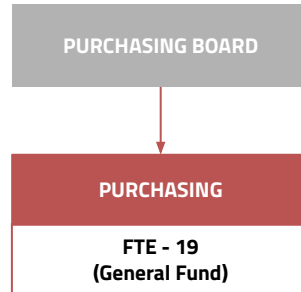 PURCHASING BOARD
PURCHASING
FTE - 19
(General Fund)